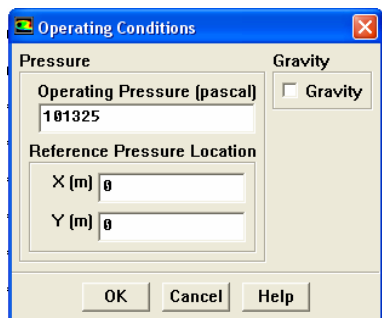 Operating Conditions
Pressure
Gravity
Operating Pressure (pascal)
Gravity
101325
Reference Pressure Location
X (m) 0
Y (m) 0
OK Cancel Help